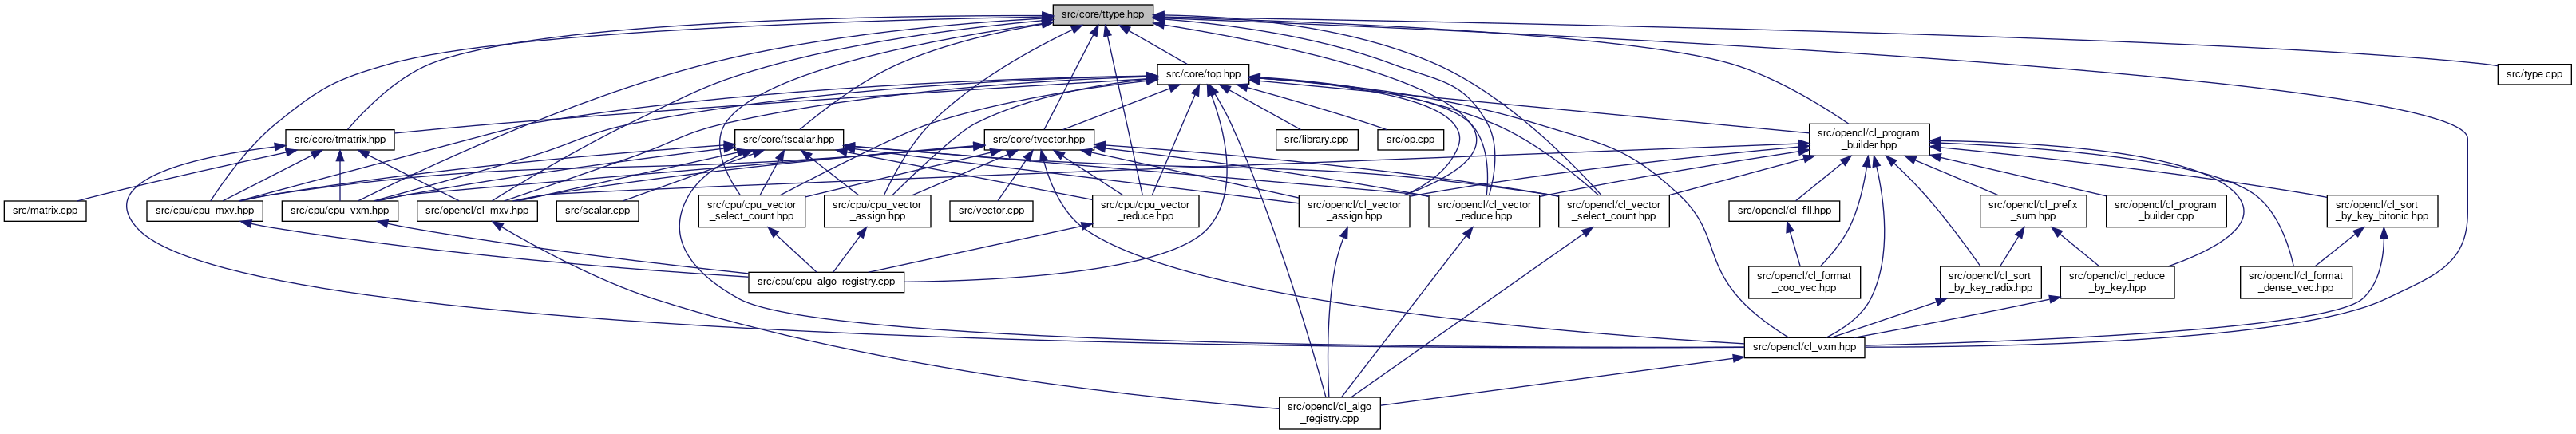 src/core/ttype.hpp
src/core/top.hpp
src/type.cpp
src/core/tmatrix.hpp
src/core/tscalar.hpp
src/core/tvector.hpp
src/library.cpp
src/op.cpp
src/opencl/cl_program
_builder.hpp
src/matrix.cpp
src/cpu/cpu_mxv.hpp
src/cpu/cpu_vxm.hpp
src/opencl/cl_mxv.hpp
src/scalar.cpp
src/cpu/cpu_vector
_select_count.hpp
src/cpu/cpu_vector
_assign.hpp
src/vector.cpp
src/cpu/cpu_vector
_reduce.hpp
src/opencl/cl_vector
_assign.hpp
src/opencl/cl_vector
_reduce.hpp
src/opencl/cl_vector
_select_count.hpp
src/opencl/cl_fill.hpp
src/opencl/cl_prefix
_sum.hpp
src/opencl/cl_program
_builder.cpp
src/opencl/cl_sort
_by_key_bitonic.hpp
src/cpu/cpu_algo_registry.cpp
src/opencl/cl_format
_coo_vec.hpp
src/opencl/cl_sort
_by_key_radix.hpp
src/opencl/cl_reduce
_by_key.hpp
src/opencl/cl_format
_dense_vec.hpp
src/opencl/cl_vxm.hpp
src/opencl/cl_algo
_registry.cpp